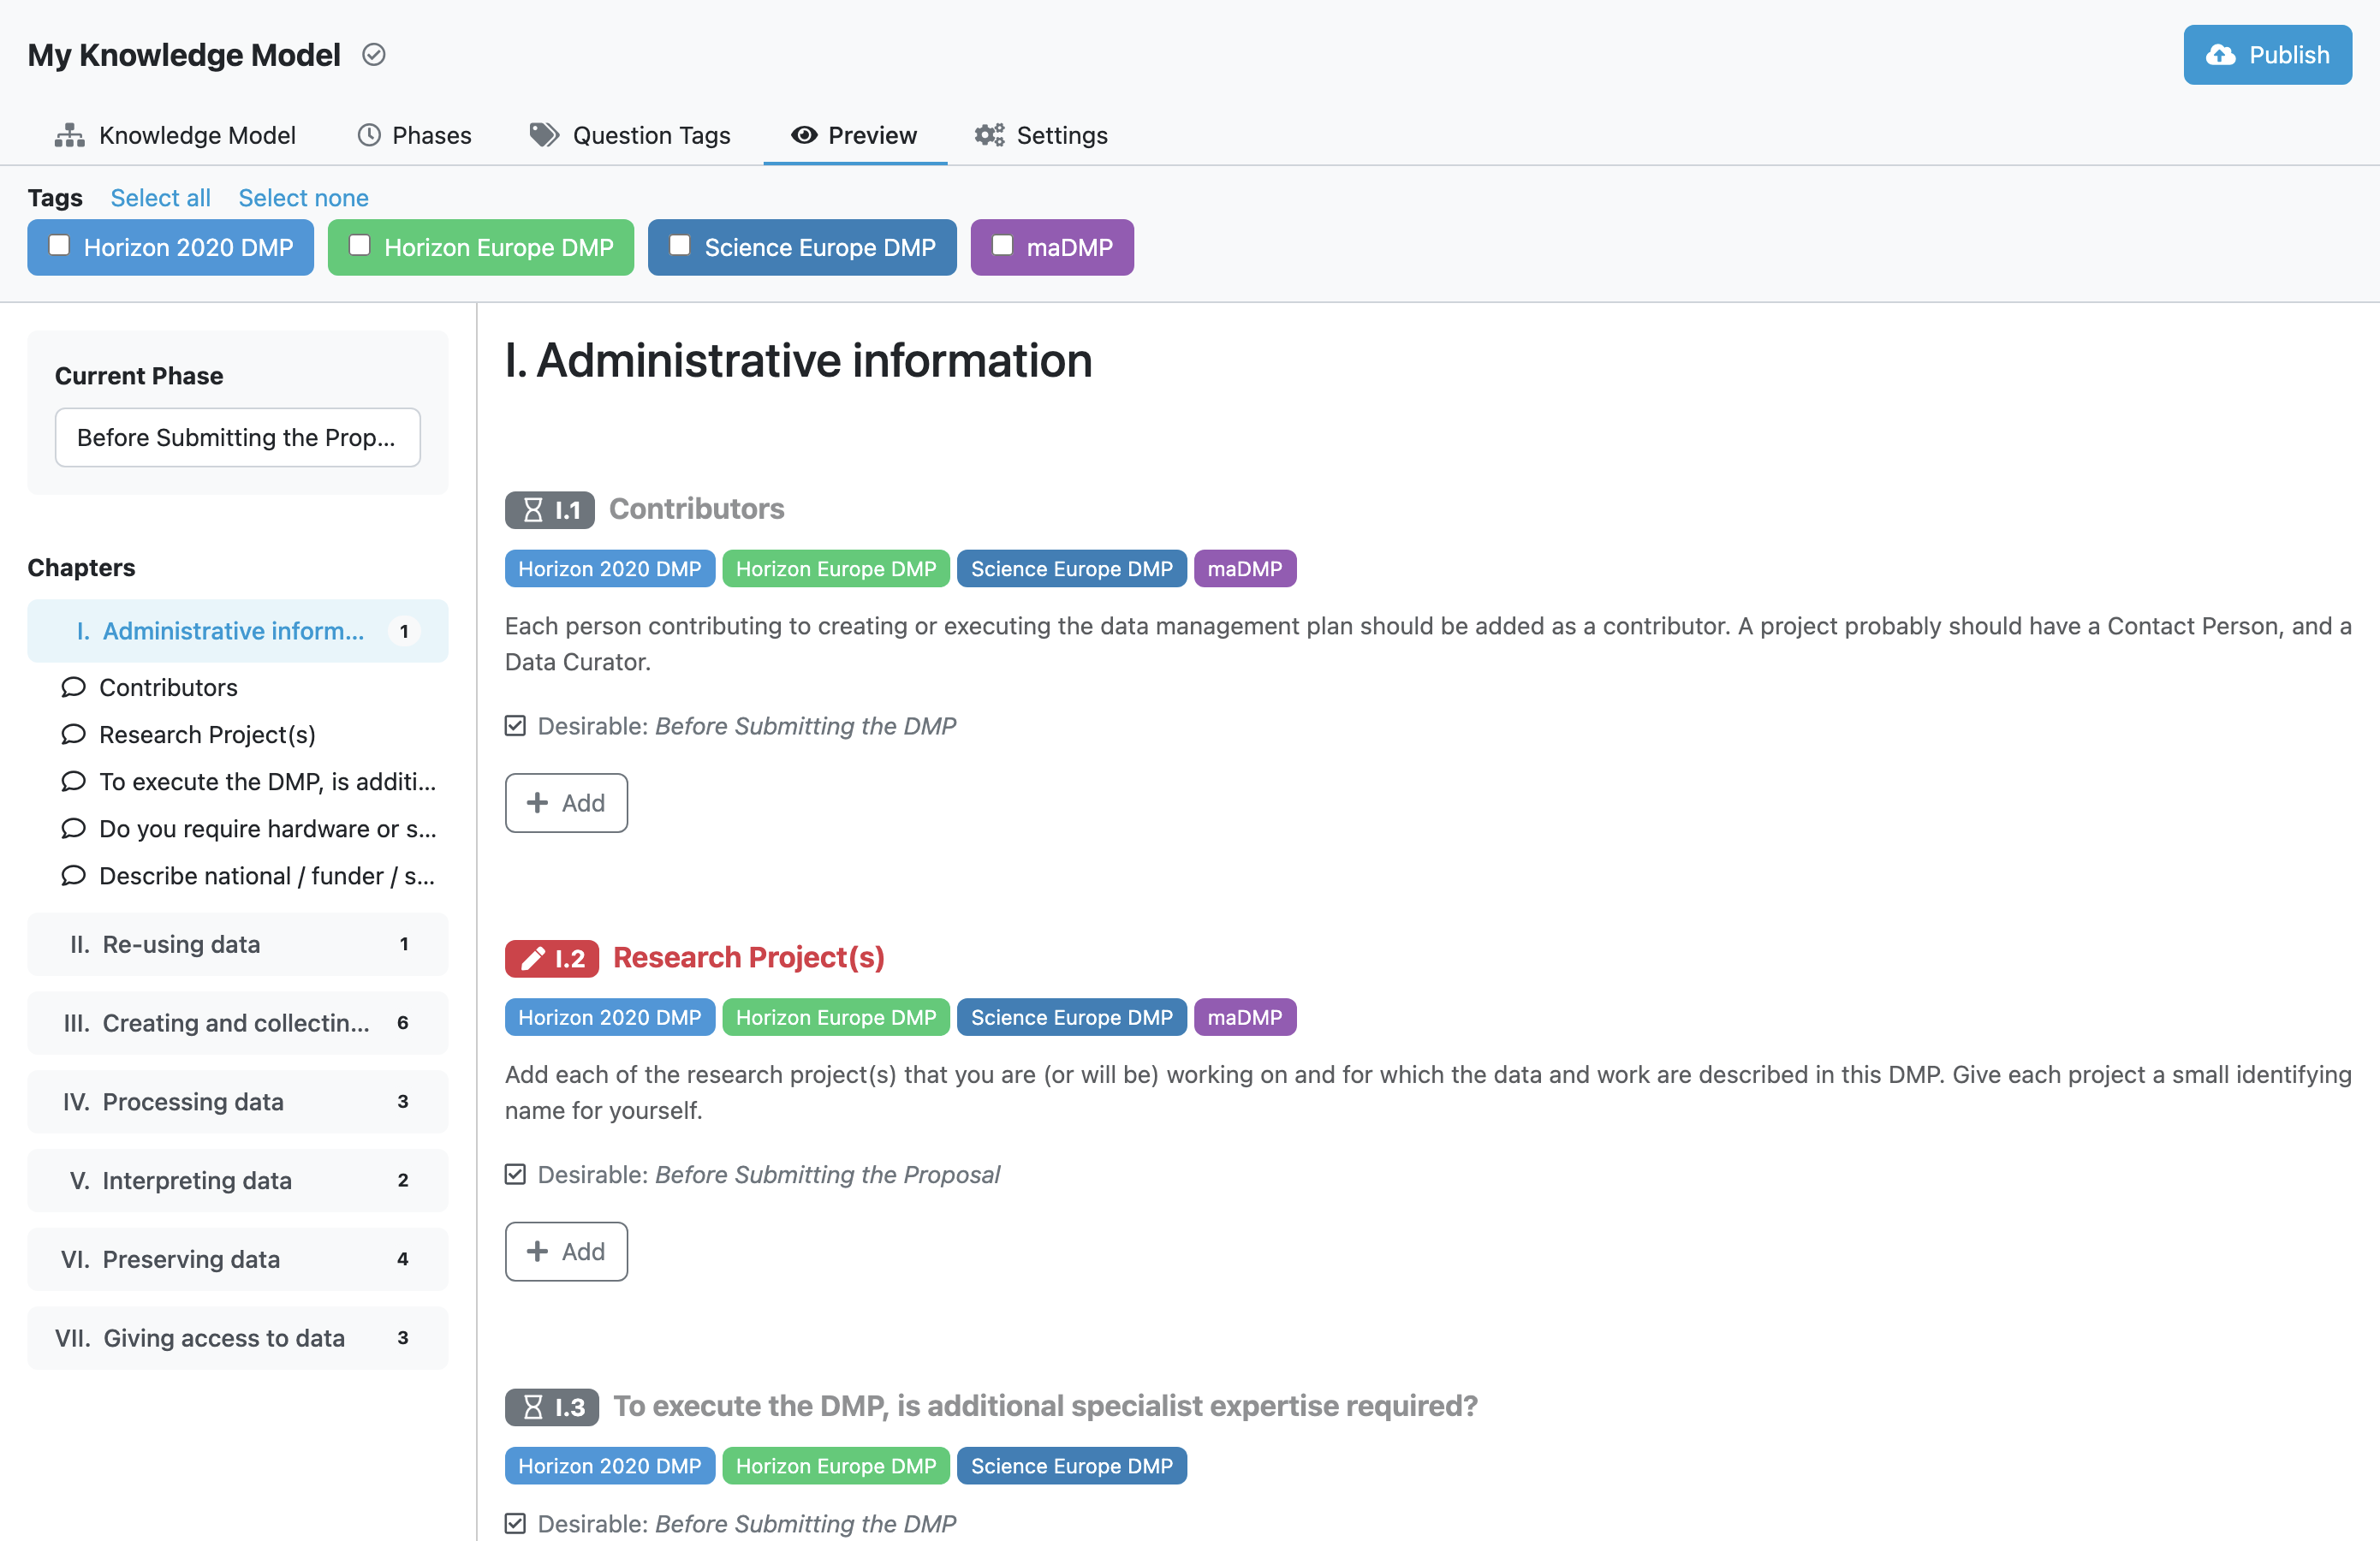 My Knowledge Model
Publish
Knowledge Model
Phases
Question Tags
Preview
Settings
Tags Select all Select none
Horizon 2020 DMP
Horizon Europe DMP
Science Europe DMP
maDMP
Current Phase
Before Submitting the Prop...
Chapters
I. Administrative inform... 1
Contributors
Research Project(s)
To execute the DMP, is additi...
Do you require hardware or s...
Describe national / funder / s...
II. Re-using data 1
III. Creating and collectin... 6
IV. Processing data 3
V. Interpreting data 2
VI. Preserving data 4
VII. Giving access to data 3
I. Administrative information
I.1 Contributors
Horizon 2020 DMP Horizon Europe DMP Science Europe DMP maDMP
Each person contributing to creating or executing the data management plan should be added as a contributor. A project probably should have a Contact Person, and a
Data Curator.
Desirable: Before Submitting the DMP
Add
I.2 Research Project(s)
Horizon 2020 DMP Horizon Europe DMP Science Europe DMP maDMP
Add each of the research project(s) that you are (or will be) working on and for which the data and work are described in this DMP. Give each project a small identifying
name for yourself.
Desirable: Before Submitting the Proposal
Add
I.3 To execute the DMP, is additional specialist expertise required?
Horizon 2020 DMP Horizon Europe DMP Science Europe DMP
Desirable: Before Submitting the DMP